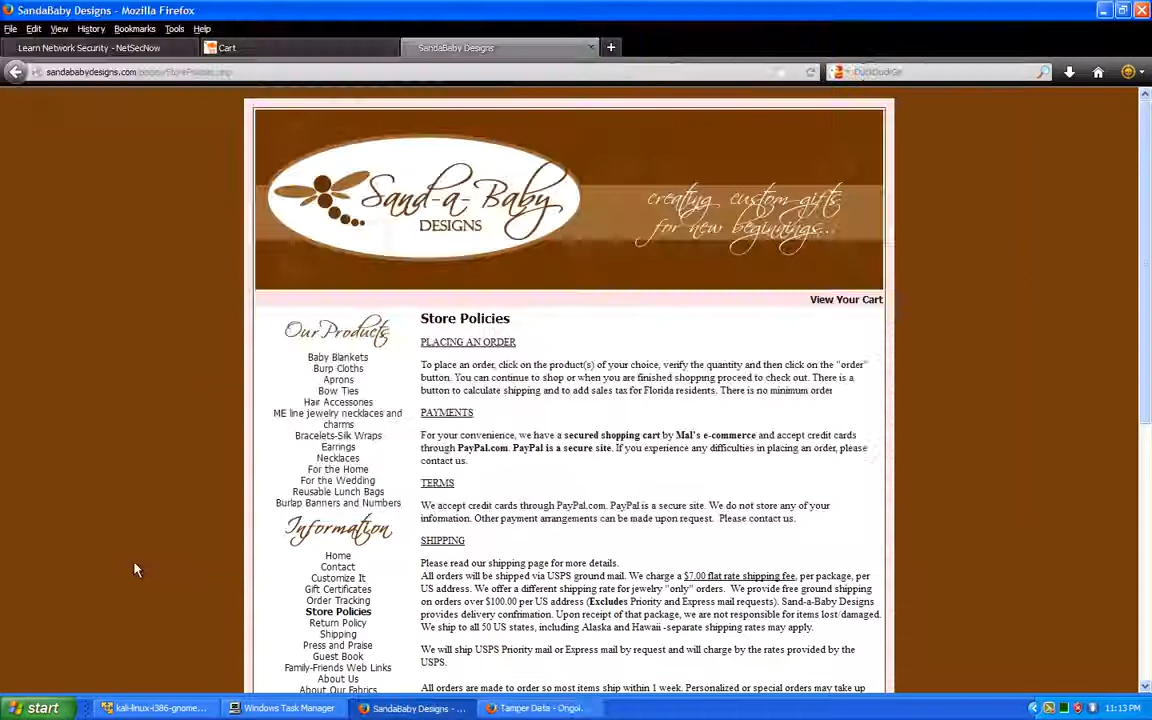 SandaBaby Designs - Mozilla Firefox
File Edit View History Bookmarks Tools Help
Learn Network Security - NetSecNow
Cart
SandaBaby Designs
sandababydesigns.com
DuckDuckGo
Sand-a-Baby
DESIGNS
creating custom gifts
for new beginnings...
View Your Cart
Our Products
Baby Blankets
Burp Cloths
Aprons
Bow Ties
Hair Accessories
ME line jewelry necklaces and
charms
Bracelets-Silk Wraps
Earrings
Necklaces
For the Home
For the Wedding
Reusable Lunch Bags
Burlap Banners and Numbers
Information
Home
Contact
Customize It
Gift Certificates
Order Tracking
Store Policies
Return Policy
Shipping
Press and Praise
Guest Book
Family-Friends Web Links
About Us
About Our Fabrics
Store Policies
PLACING AN ORDER
To place an order, click on the product(s) of your choice, verify the quantity and then click on the "order"
button. You can continue to shop or when you are finished shopping proceed to check out. There is a
button to calculate shipping and to add sales tax for Florida residents. There is no minimum order
PAYMENTS
For your convenience, we have a secured shopping cart by Mal's e-commerce and accept credit cards
through PayPal.com. PayPal is a secure site. If you experience any difficulties in placing an order, please
contact us.
TERMS
We accept credit cards through PayPal.com. PayPal is a secure site. We do not store any of your
information. Other payment arrangements can be made upon request. Please contact us.
SHIPPING
Please read our shipping page for more details.
All orders will be shipped via USPS ground mail. We charge a $7.00 flat rate shipping fee, per package, per
US address. We offer a different shipping rate for jewelry "only" orders. We provide free ground shipping
on orders over $100.00 per US address (Excludes Priority and Express mail requests). Sand-a-Baby Designs
provides delivery confrimation. Upon receipt of that package, we are not responsible for items lost/damaged.
We ship to all 50 US states, including Alaska and Hawaii -separate shipping rates may apply.
We will ship USPS Priority mail or Express mail by request and will charge by the rates provided by the
USPS.
All orders are made to order so most items ship within 1 week. Personalized or special orders may take up
start
kali-linux-i386-gnome...
Windows Task Manager
SandaBaby Designs - ...
Tamper Data - Ongoi...
11:13 PM